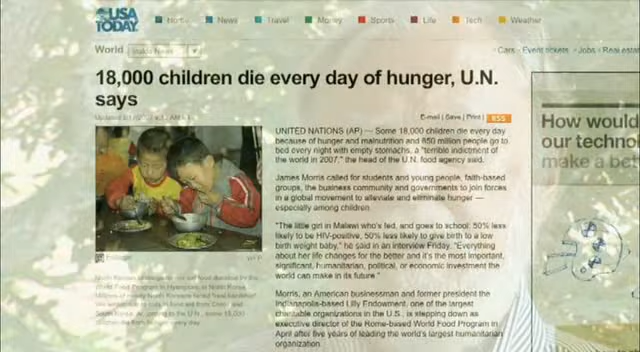 USA
TODAY
Home News Travel Money Sports Life Tech Weather
World
Cars Event tickets Jobs Real estat
18,000 children die every day of hunger, U.N.
says
E-mail | Save | Print | RSS
UNITED NATIONS (AP) — Some 18,000 children die every day
because of hunger and malnutrition and 850 million people go to
bed every night with empty stomachs, a "terrible indictment of
the world in 2007," the head of the U.N. food agency said.
James Morris called for students and young people, faith-based
groups, the business community and governments to join forces
in a global movement to alleviate and eliminate hunger —
especially among children.
"The little girl in Malawi who's fed, and goes to school: 50% less
likely to be HIV-positive, 50% less likely to give birth to a low
birth weight baby," he said in an interview Friday. "Everything
about her life changes for the better and it's the most important,
significant, humanitarian, political, or economic investment the
world can make in its future."
Morris, an American businessman and former president of the
Indianapolis-based Lilly Endowment, one of the largest
charitable organizations in the U.S., is stepping down as
executive director of the Rome-based World Food Program in
April after five years of leading the world's largest humanitarian
organization.
How would
our technol
make a bet